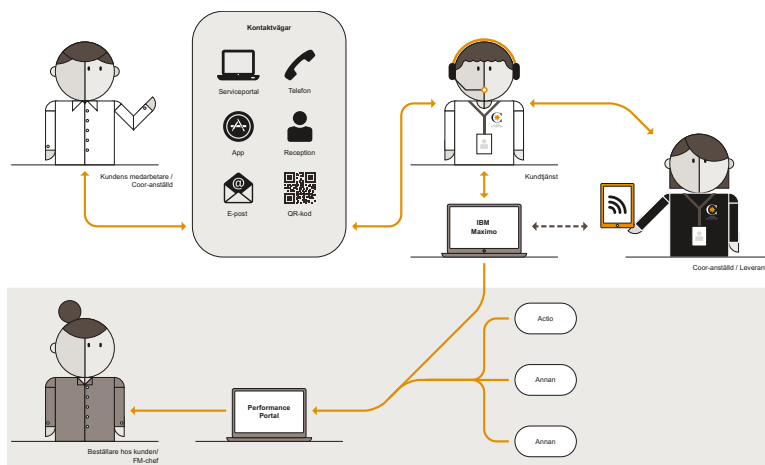 Kontaktvägar
Serviceportal
Telefon
App
Reception
E-post
QR-kod
Kundens medarbetare /
Coor-anställd
Kundtjänst
IBM
Maximo
Coor-anställd / Leveran
Actio
Annan
Annan
Performance
Portal
Beställare hos kunden/
FM-chef